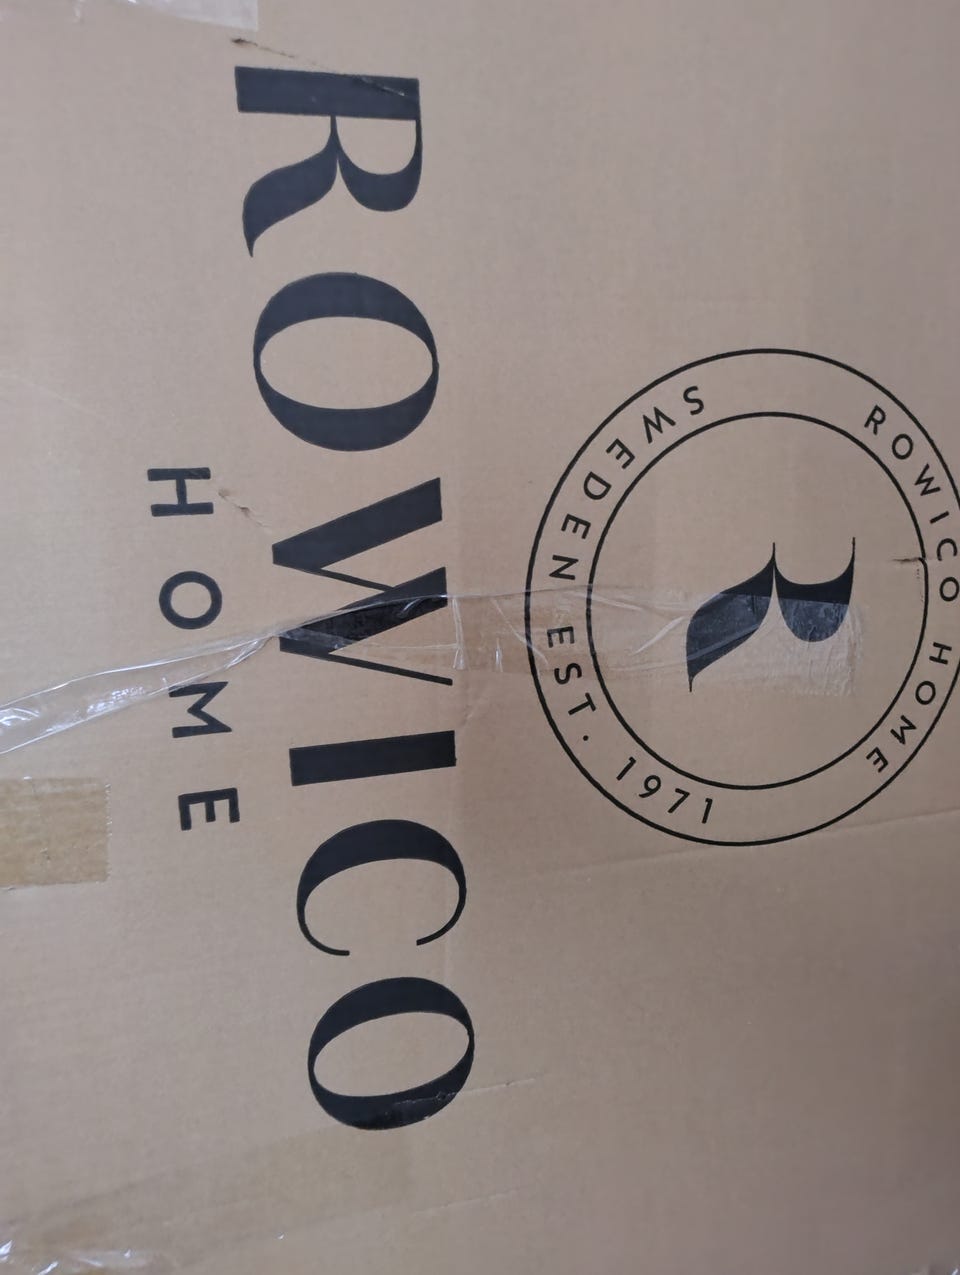 ROWICO HOME
R
SWEDEN EST. 1971
ROWICO
HOME